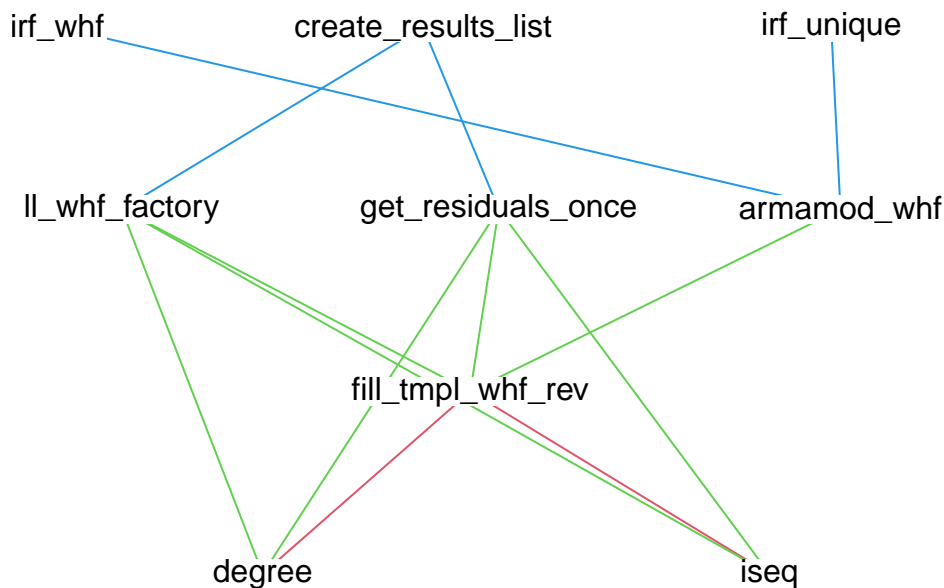 irf_whf create_results_list irf_unique
ll_whf_factory get_residuals_once armamod_whf
fill_tmpl_whf_rev
degree iseq